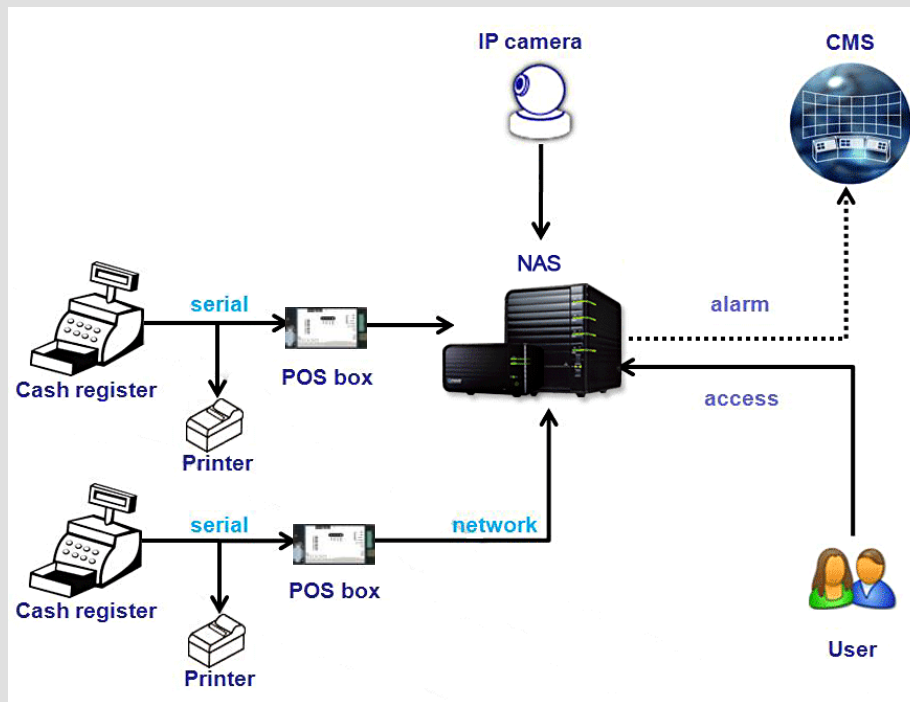 IP camera
CMS
NAS
serial
alarm
POS box
Cash register
access
Printer
serial
network
POS box
Cash register
User
Printer